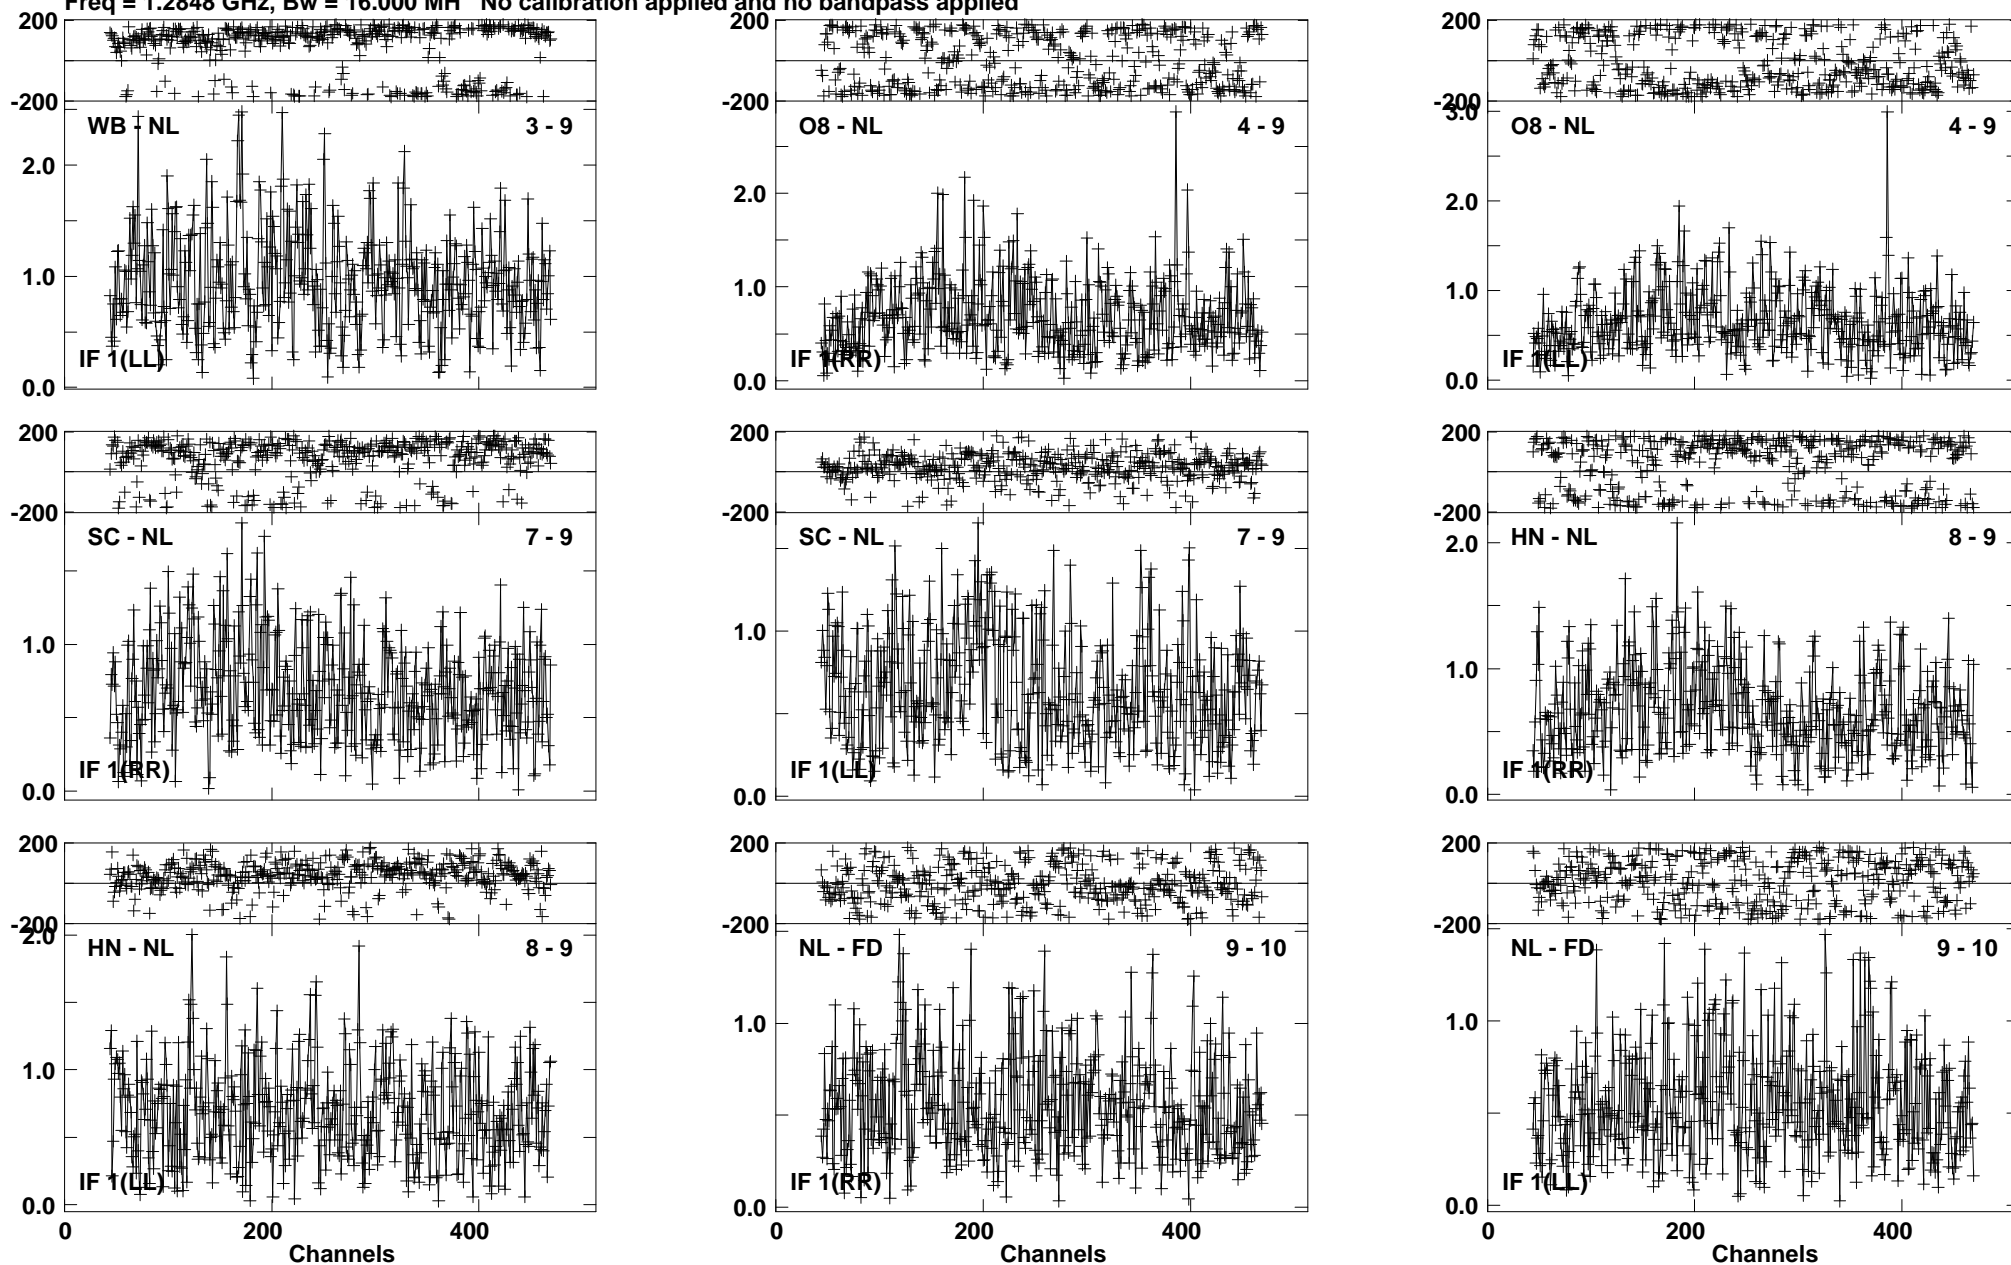 Freq = 1.2848 GHz, Bw = 16.000 MH No calibration applied and no bandpass applied
200
-200
WB - NL 3 - 9
2.0
1.0
IF 1(LL)
0.0
200
-200
O8 - NL 4 - 9
2.0
1.0
IF 1(RR)
0.0
200
-200
3.0
O8 - NL 4 - 9
2.0
1.0
IF 1(LL)
0.0
200
-200
SC - NL 7 - 9
1.0
IF 1(RR)
0.0
200
-200
SC - NL 7 - 9
1.0
IF 1(LL)
0.0
200
-200
HN - NL 8 - 9
2.0
1.0
IF 1(RR)
0.0
200
-200
2.0
HN - NL 8 - 9
1.0
IF 1(LL)
0.0
0 200 400
Channels
200
-200
NL - FD 9 - 10
1.0
IF 1(RR)
0.0
0 200 400
Channels
200
-200
NL - FD 9 - 10
1.0
IF 1(LL)
0.0
0 200 400
Channels